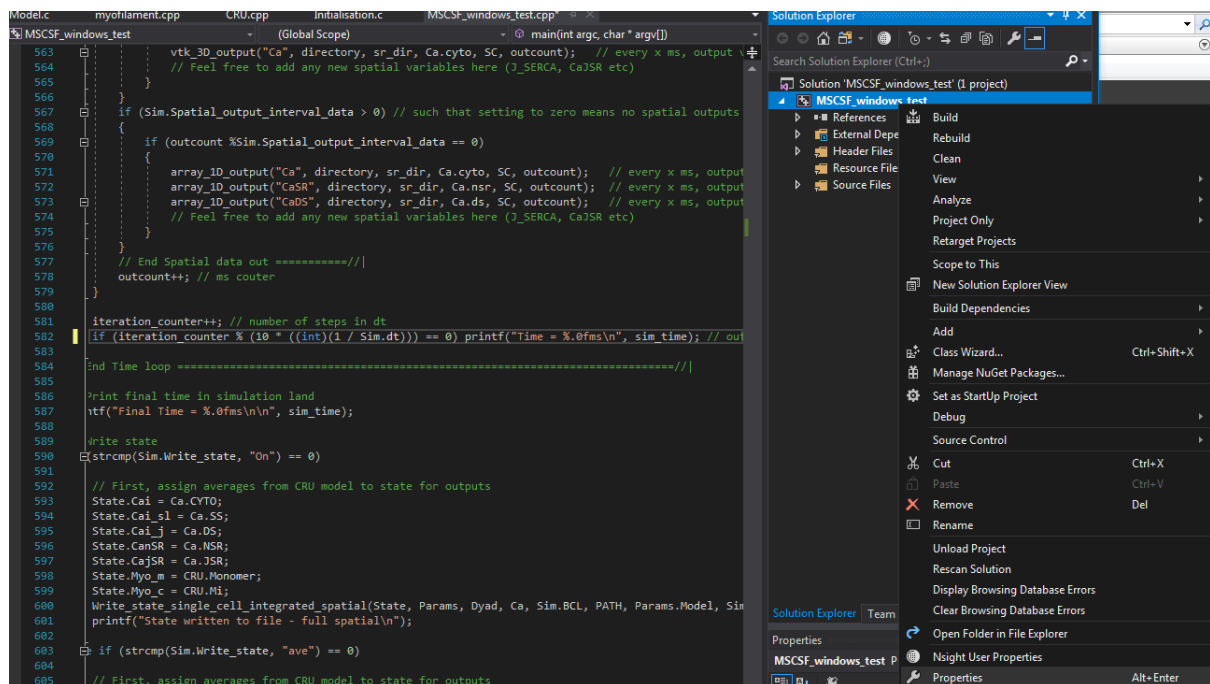 Model.c myofilament.cpp CRU.cpp Initialisation.c MSCSF_windows_test.cpp*
MSCSF_windows_test (Global Scope) main(int argc, char * argv[])
563 vtk_3D_output("Ca", directory, sr_dir, Ca.cyto, SC, outcount); // every x ms, output
564 // Feel free to add any new spatial variables here (J_SERCA, CaJSR etc)
565 }
566 }
567 if (Sim.Spatial_output_interval_data > 0) // such that setting to zero means no spatial outputs
568 {
569 if (outcount %Sim.Spatial_output_interval_data == 0)
570 {
571 array_1D_output("Ca", directory, sr_dir, Ca.cyto, SC, outcount); // every x ms, output
572 array_1D_output("CaSR", directory, sr_dir, Ca.nsr, SC, outcount); // every x ms, output
573 array_1D_output("CaDS", directory, sr_dir, Ca.ds, SC, outcount); // every x ms, output
574 // Feel free to add any new spatial variables here (J_SERCA, CaJSR etc)
575 }
576 }
577 // End Spatial data out ===========//|
578 outcount++; // ms couter
579 }
580
581 iteration_counter++; // number of steps in dt
582 if (iteration_counter % (10 * ((int)(1 / Sim.dt))) == 0) printf("Time = %.0fms\n", sim_time); // out
583
584 End Time loop ==========================================================================//|
585
586 Print final time in simulation land
587 ntf("Final Time = %.0fms\n\n", sim_time);
588
589 Write state
590 (strcmp(Sim.Write_state, "On") == 0)
591
592 // First, assign averages from CRU model to state for outputs
593 State.Cai = Ca.CYTO;
594 State.Cai_sl = Ca.SS;
595 State.Cai_j = Ca.DS;
596 State.CanSR = Ca.NSR;
597 State.CajSR = Ca.JSR;
598 State.Myo_m = CRU.Monomer;
599 State.Myo_c = CRU.Mi;
600 Write_state_single_cell_integrated_spatial(State, Params, Dyad, Ca, Sim.BCL, PATH, Params.Model, Sim
601 printf("State written to file - full spatial\n");
602
603 if (strcmp(Sim.Write_state, "ave") == 0)
604
605 // First, assign averages from CRU model to state for outputs
Solution Explorer
Search Solution Explorer (Ctrl+;)
Solution 'MSCSF_windows_test' (1 project)
MSCSF_windows_test
References
External Depe
Header Files
Resource File
Source Files
Solution Explorer Team
Properties
MSCSF_windows_test P
Build
Rebuild
Clean
View
Analyze
Project Only
Retarget Projects
Scope to This
New Solution Explorer View
Build Dependencies
Add
Class Wizard... Ctrl+Shift+X
Manage NuGet Packages...
Set as StartUp Project
Debug
Source Control
Cut Ctrl+X
Paste Ctrl+V
Remove Del
Rename
Unload Project
Rescan Solution
Display Browsing Database Errors
Clear Browsing Database Errors
Open Folder in File Explorer
Nsight User Properties
Properties Alt+Enter